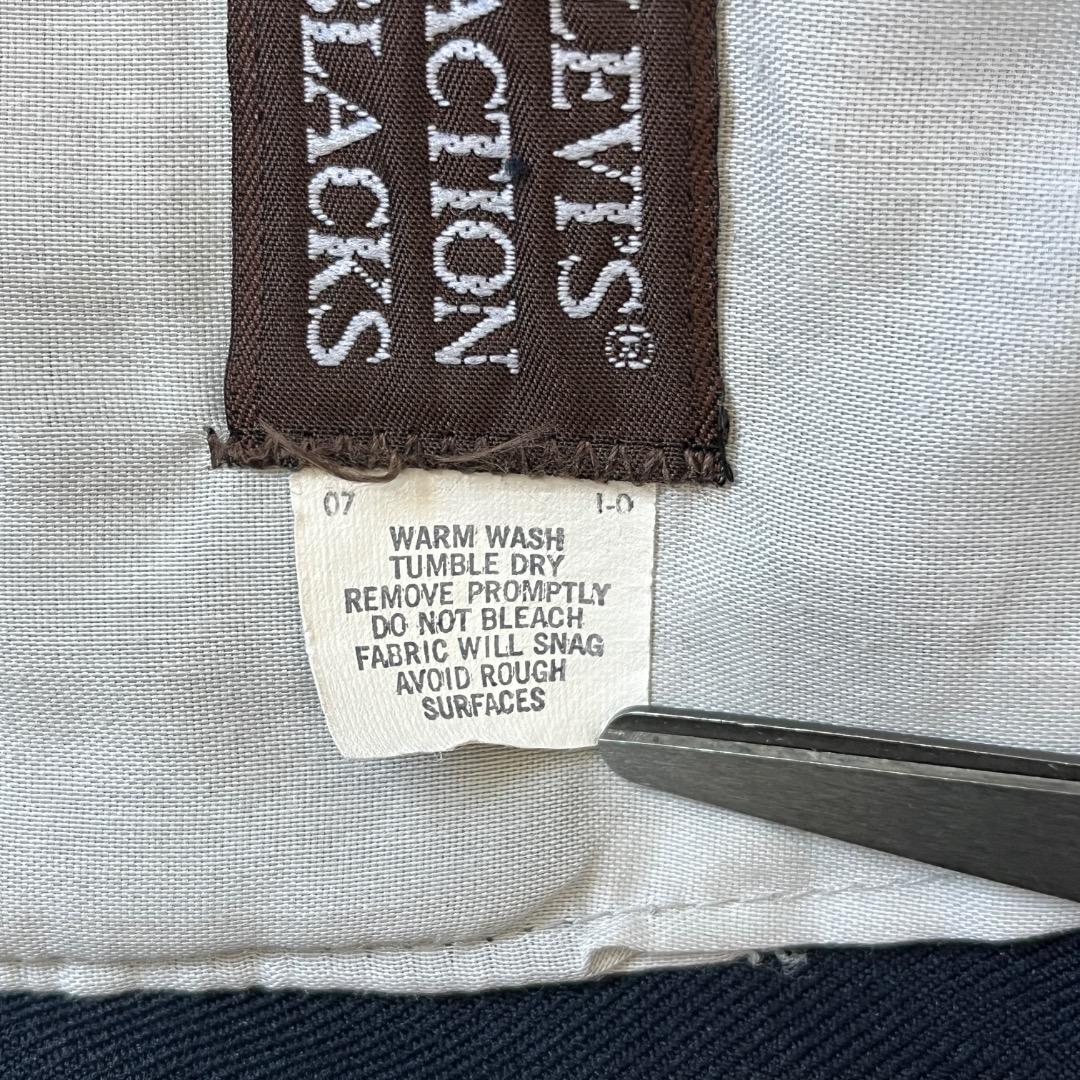 LEVI'S®
ACTION
SLACKS
07 1-0
WARM WASH
TUMBLE DRY
REMOVE PROMPTLY
DO NOT BLEACH
FABRIC WILL SNAG
AVOID ROUGH
SURFACES